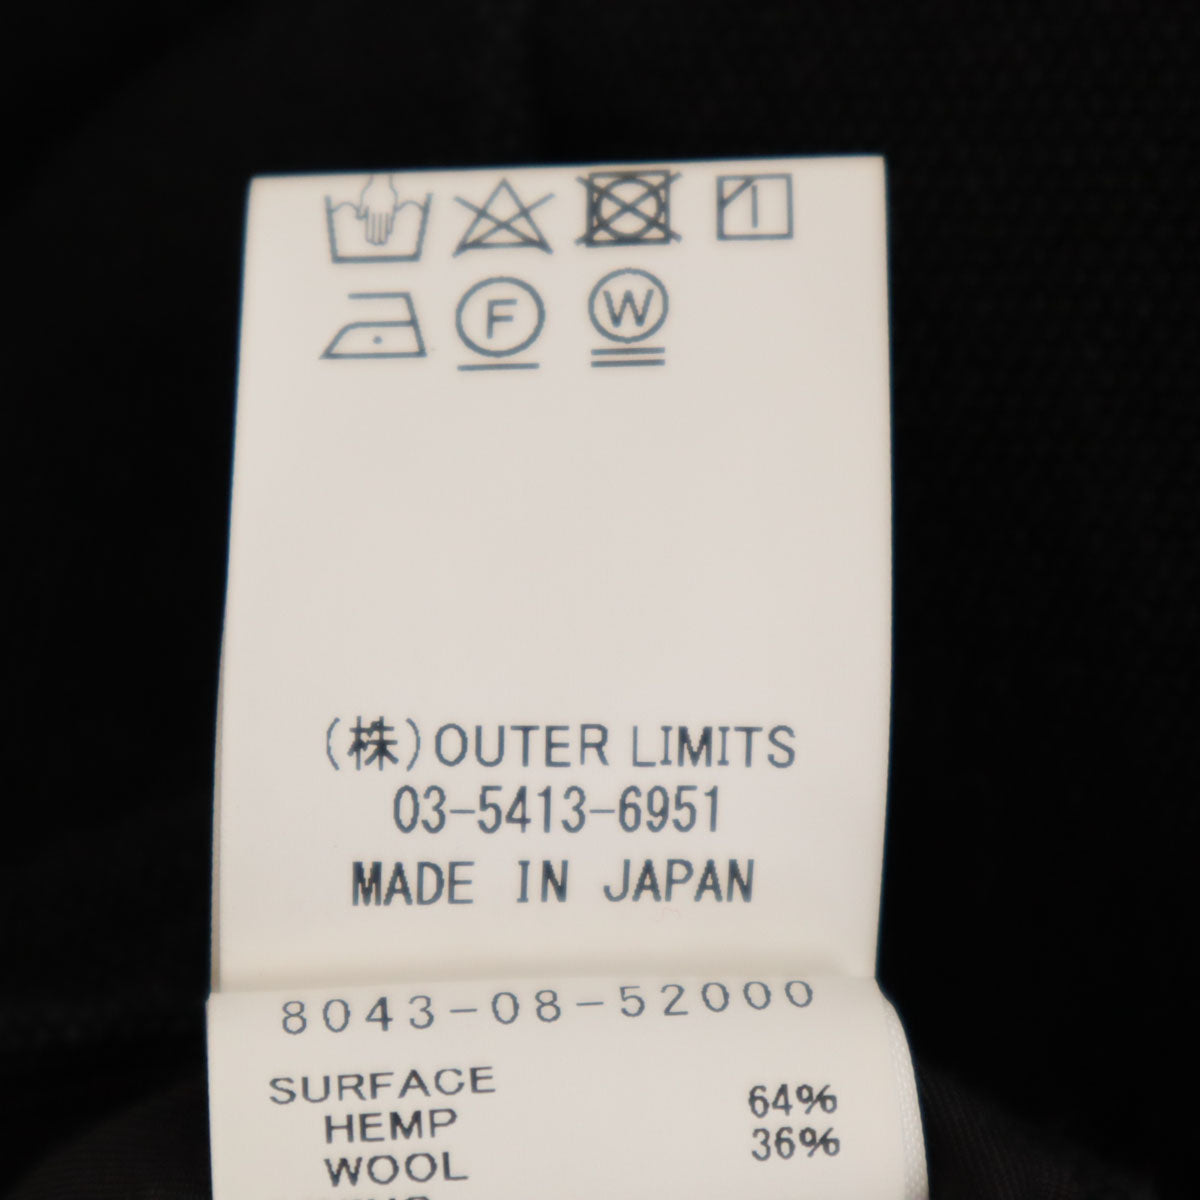 F W
(株)OUTER LIMITS
03-5413-6951
MADE IN JAPAN
8043-08-52000
SURFACE
HEMP 64%
WOOL 36%